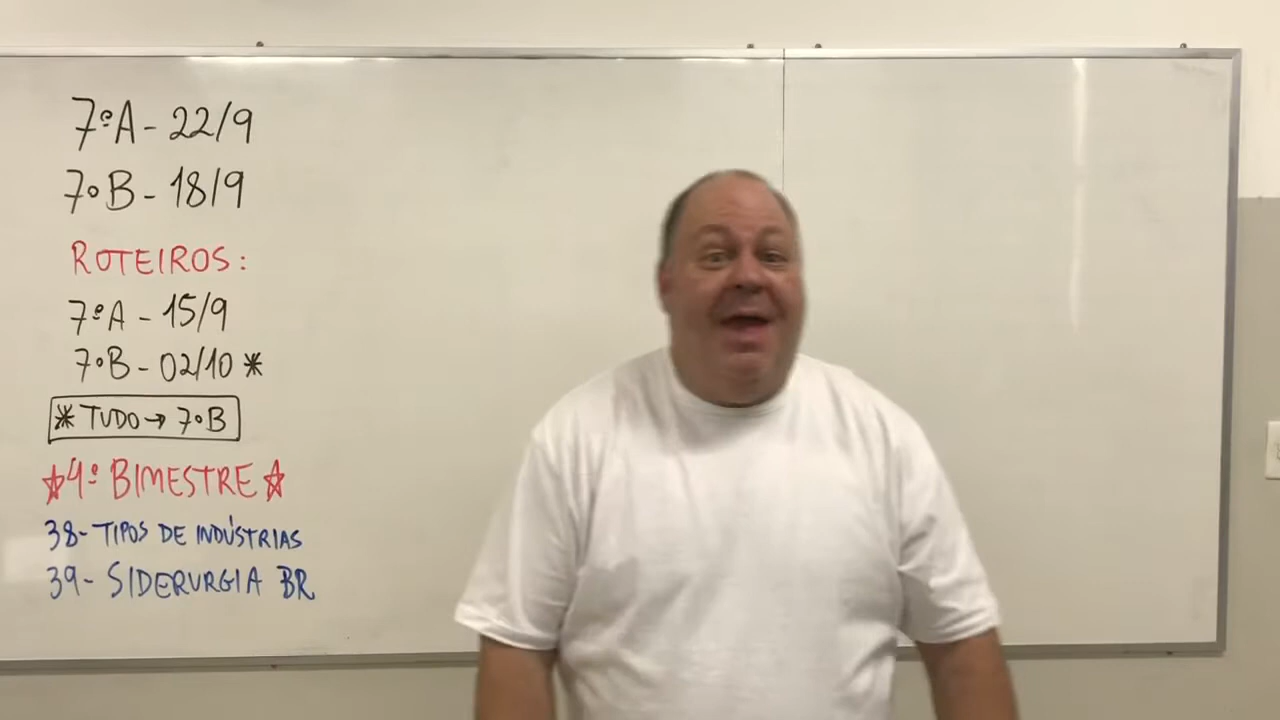 7ºA - 22/9
7ºB - 18/9
ROTEIROS:
7ºA - 15/9
7ºB - 02/10 *
* TUDO → 7ºB
☆4º BIMESTRE☆
38- TIPOS DE INDÚSTRIAS
39- SIDERURGIA BR